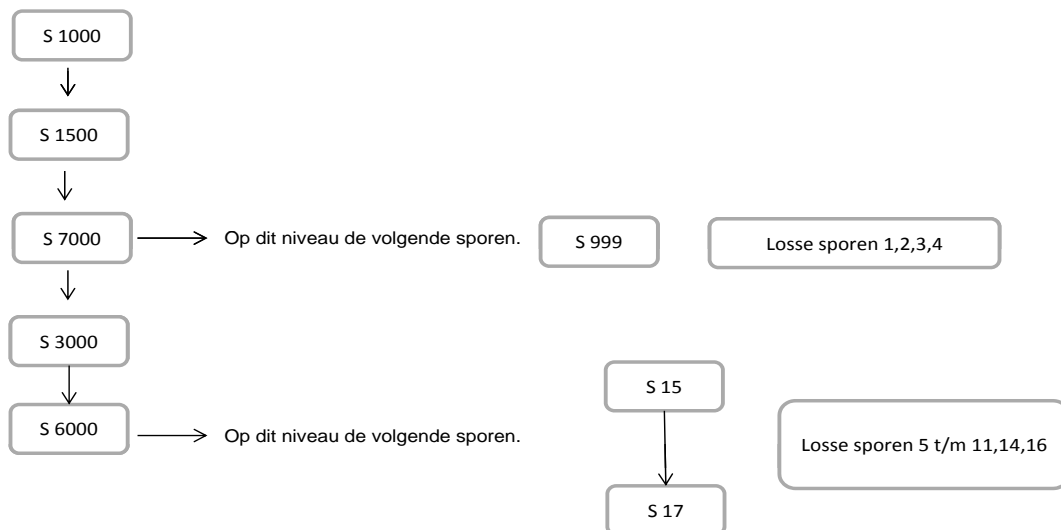 S 1000
S 1500
S 7000
Op dit niveau de volgende sporen.
S 999
Losse sporen 1,2,3,4
S 3000
S 15
S 6000
Op dit niveau de volgende sporen.
Losse sporen 5 t/m 11,14,16
S 17